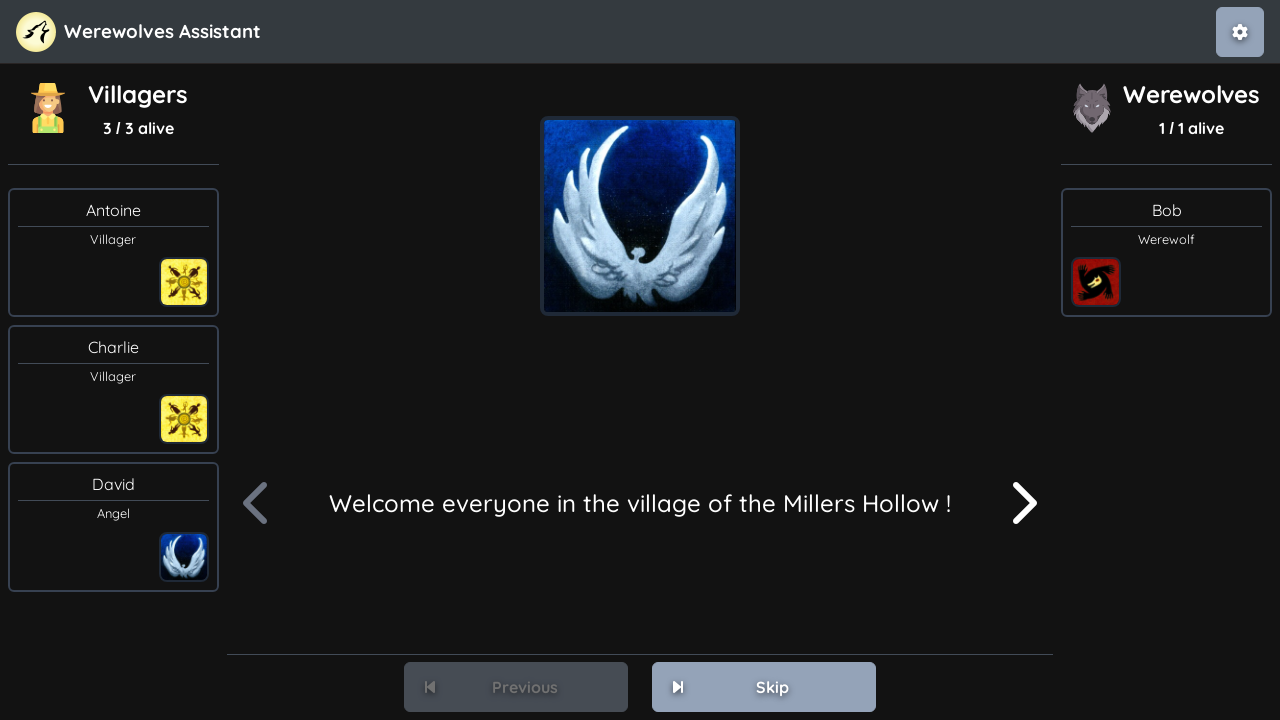 Werewolves Assistant
Villagers
3 / 3 alive
Antoine
Villager
Charlie
Villager
David
Angel
Welcome everyone in the village of the Millers Hollow !
Previous
Skip
Werewolves
1 / 1 alive
Bob
Werewolf